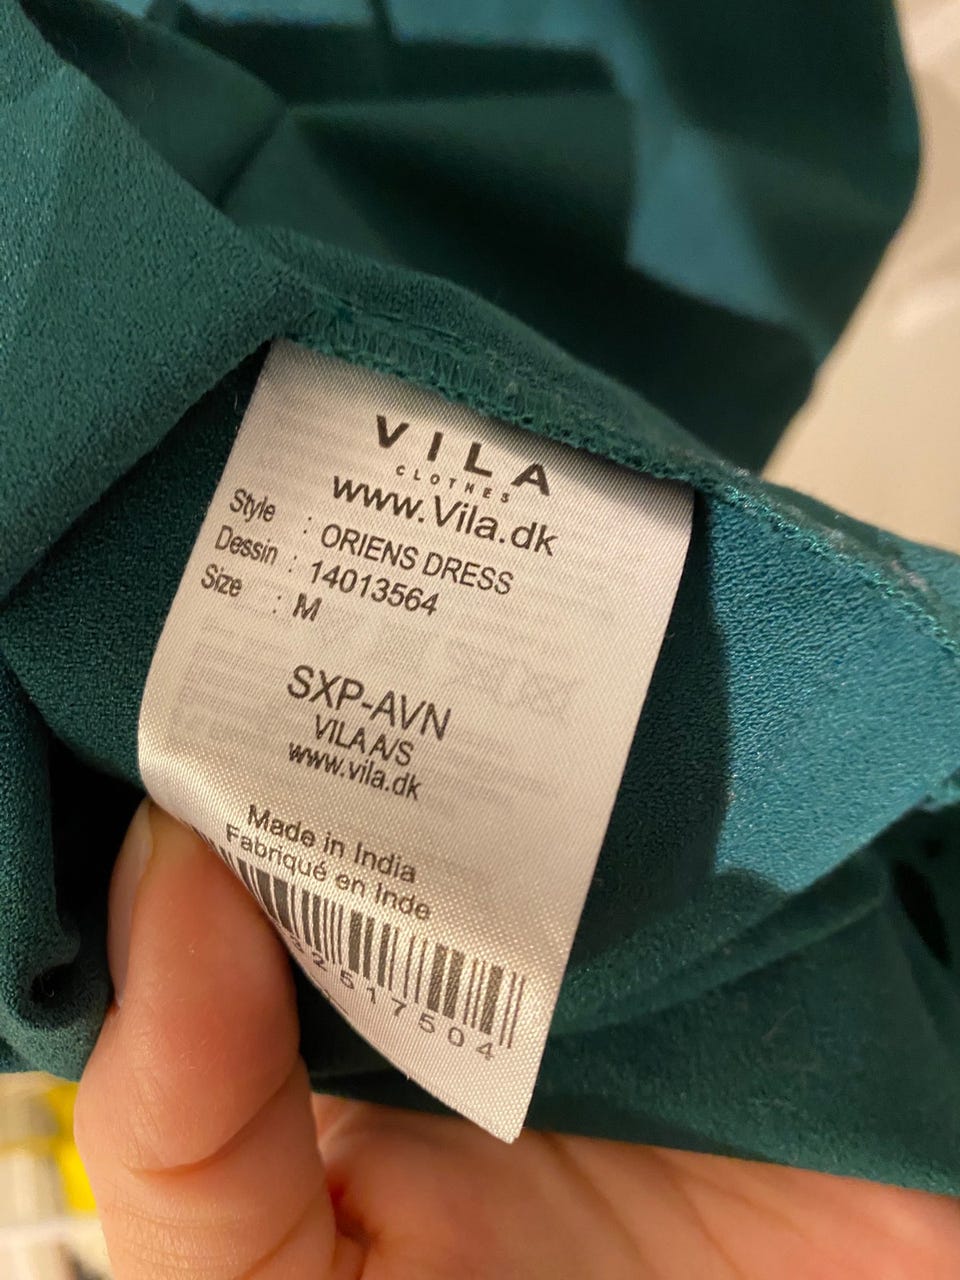 VILA
CLOTHES
www.Vila.dk
Style : ORIENS DRESS
Dessin : 14013564
Size : M
SXP-AVN
VILA A/S
www.vila.dk
Made in India
Fabriqué en Inde
2517504